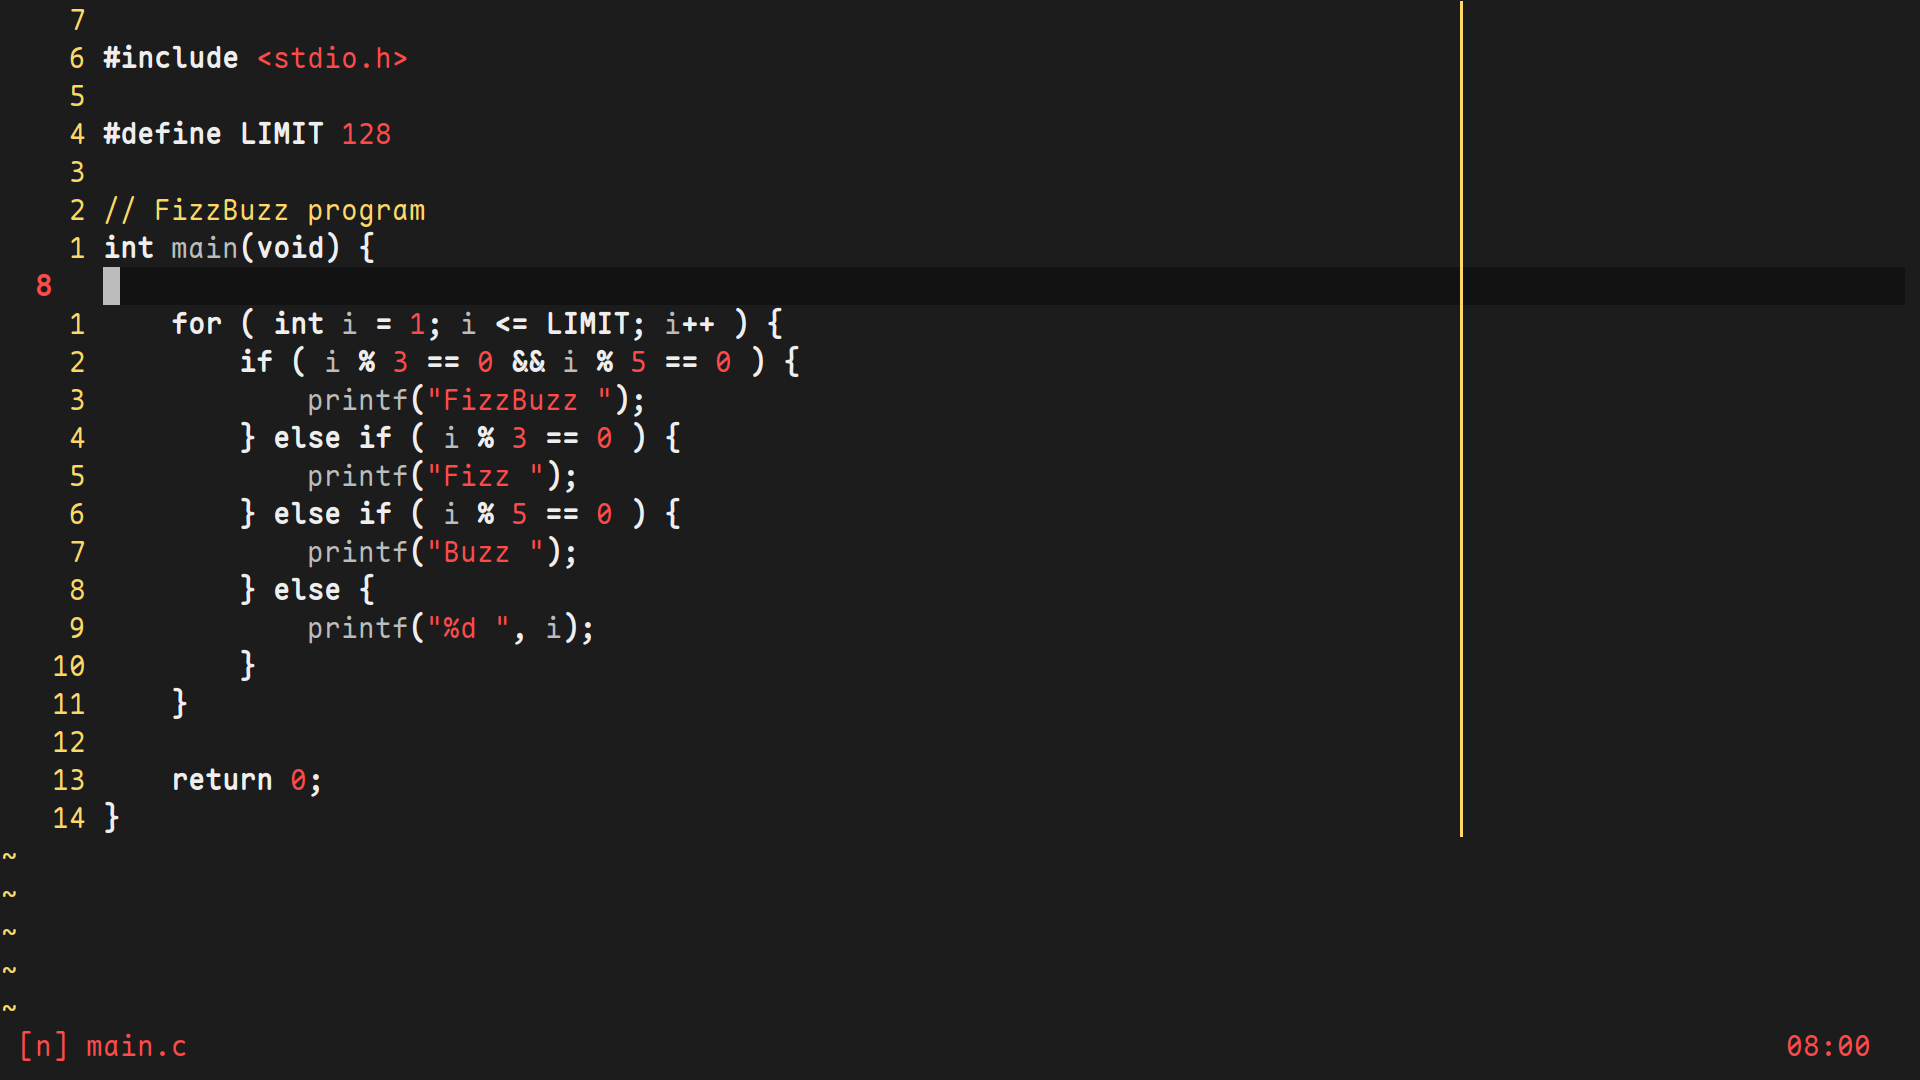 7
6 #include <stdio.h>
5
4 #define LIMIT 128
3
2 // FizzBuzz program
1 int main(void) {
8
1     for ( int i = 1; i <= LIMIT; i++ ) {
2         if ( i % 3 == 0 && i % 5 == 0 ) {
3             printf("FizzBuzz ");
4         } else if ( i % 3 == 0 ) {
5             printf("Fizz ");
6         } else if ( i % 5 == 0 ) {
7             printf("Buzz ");
8         } else {
9             printf("%d ", i);
10         }
11     }
12
13     return 0;
14 }
~
~
~
~
~
[n] main.c 08:00